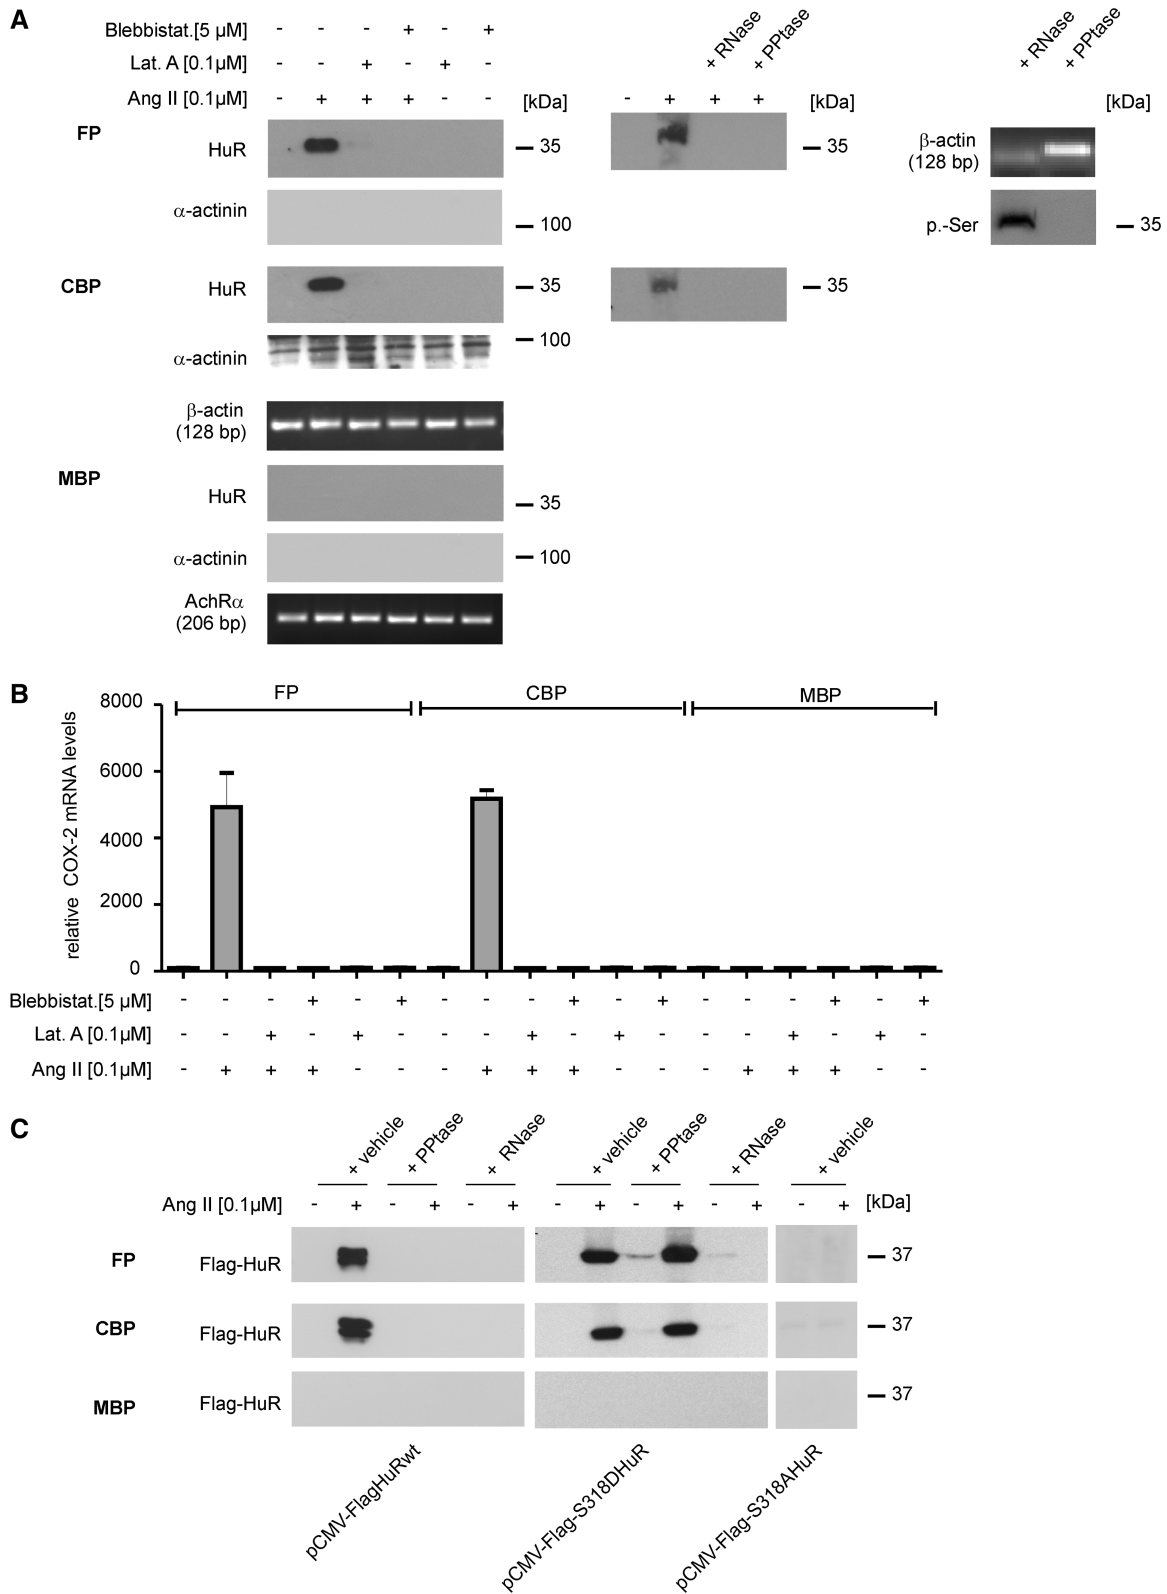 A
Blebbistat.[5 µM] - - - + - +
Lat. A [0.1µM] - - + - + -
Ang II [0.1µM] - + + + - - [kDa]
+ RNase
+ PPtase
- + + + [kDa]
+ RNase
+ PPtase
[kDa]
FP
HuR
35
35
β-actin
(128 bp)
α-actinin
100
p.-Ser
35
CBP
HuR
35
35
α-actinin
100
β-actin
(128 bp)
MBP
HuR
35
α-actinin
100
AchRα
(206 bp)
B
FP CBP MBP
relative COX-2 mRNA levels
8000
6000
4000
2000
0
Blebbistat.[5 µM] - - - + - + - - - + - + - - - + - +
Lat. A [0.1µM] - - + - + - - - + - + - - - + - + -
Ang II [0.1µM] - + + + - - - + + + - - - + + + - -
C
+ vehicle
+ PPtase
+ RNase
+ vehicle
+ PPtase
+ RNase
+ vehicle
Ang II [0.1µM] - + - + - + - + - + - + - + [kDa]
FP Flag-HuR 37
CBP Flag-HuR 37
MBP Flag-HuR 37
pCMV-FlagHuRwt
pCMV-Flag-S318DHuR
pCMV-Flag-S318AHuR